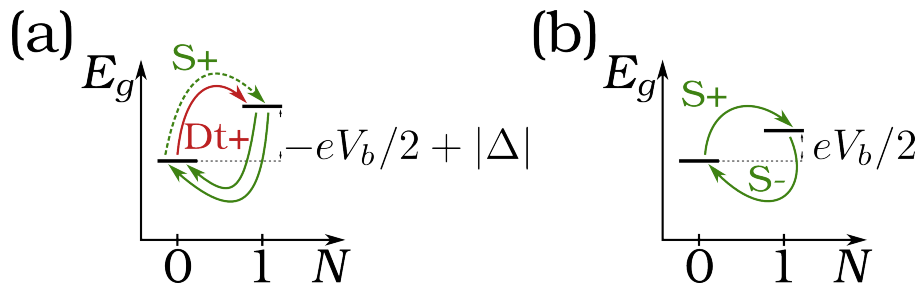 (a)
S+
E_g
Dt+
−eV_b/2 + |Δ|
0 1 N
(b)
E_g
S+
eV_b/2
S-
0 1 N